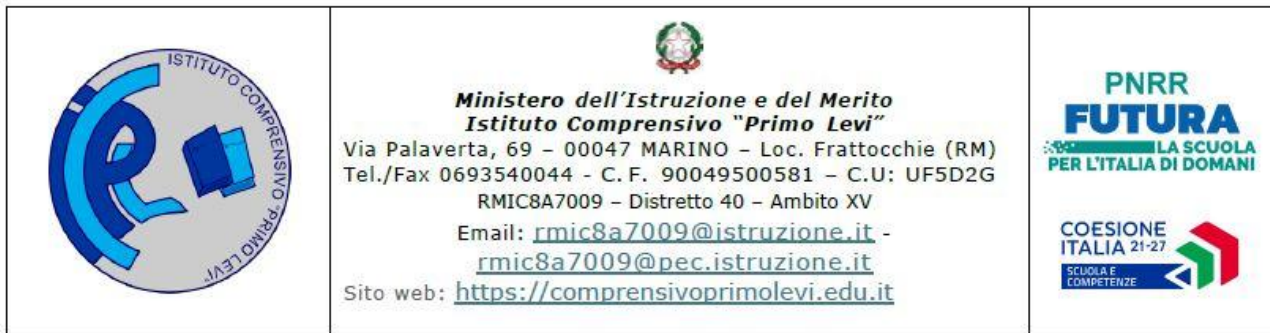 ISTITUTO COMPRENSIVO "PRIMO LEVI"
Ministero dell'Istruzione e del Merito
Istituto Comprensivo "Primo Levi"
Via Palaverta, 69 – 00047 MARINO – Loc. Frattocchie (RM)
Tel./Fax 0693540044 - C. F. 90049500581 – C.U: UF5D2G
RMIC8A7009 – Distretto 40 – Ambito XV
Email: rmic8a7009@istruzione.it -
rmic8a7009@pec.istruzione.it
Sito web: https://comprensivoprimolevi.edu.it
PNRR
FUTURA
LA SCUOLA
PER L'ITALIA DI DOMANI
COESIONE
ITALIA 21-27
SCUOLA E
COMPETENZE